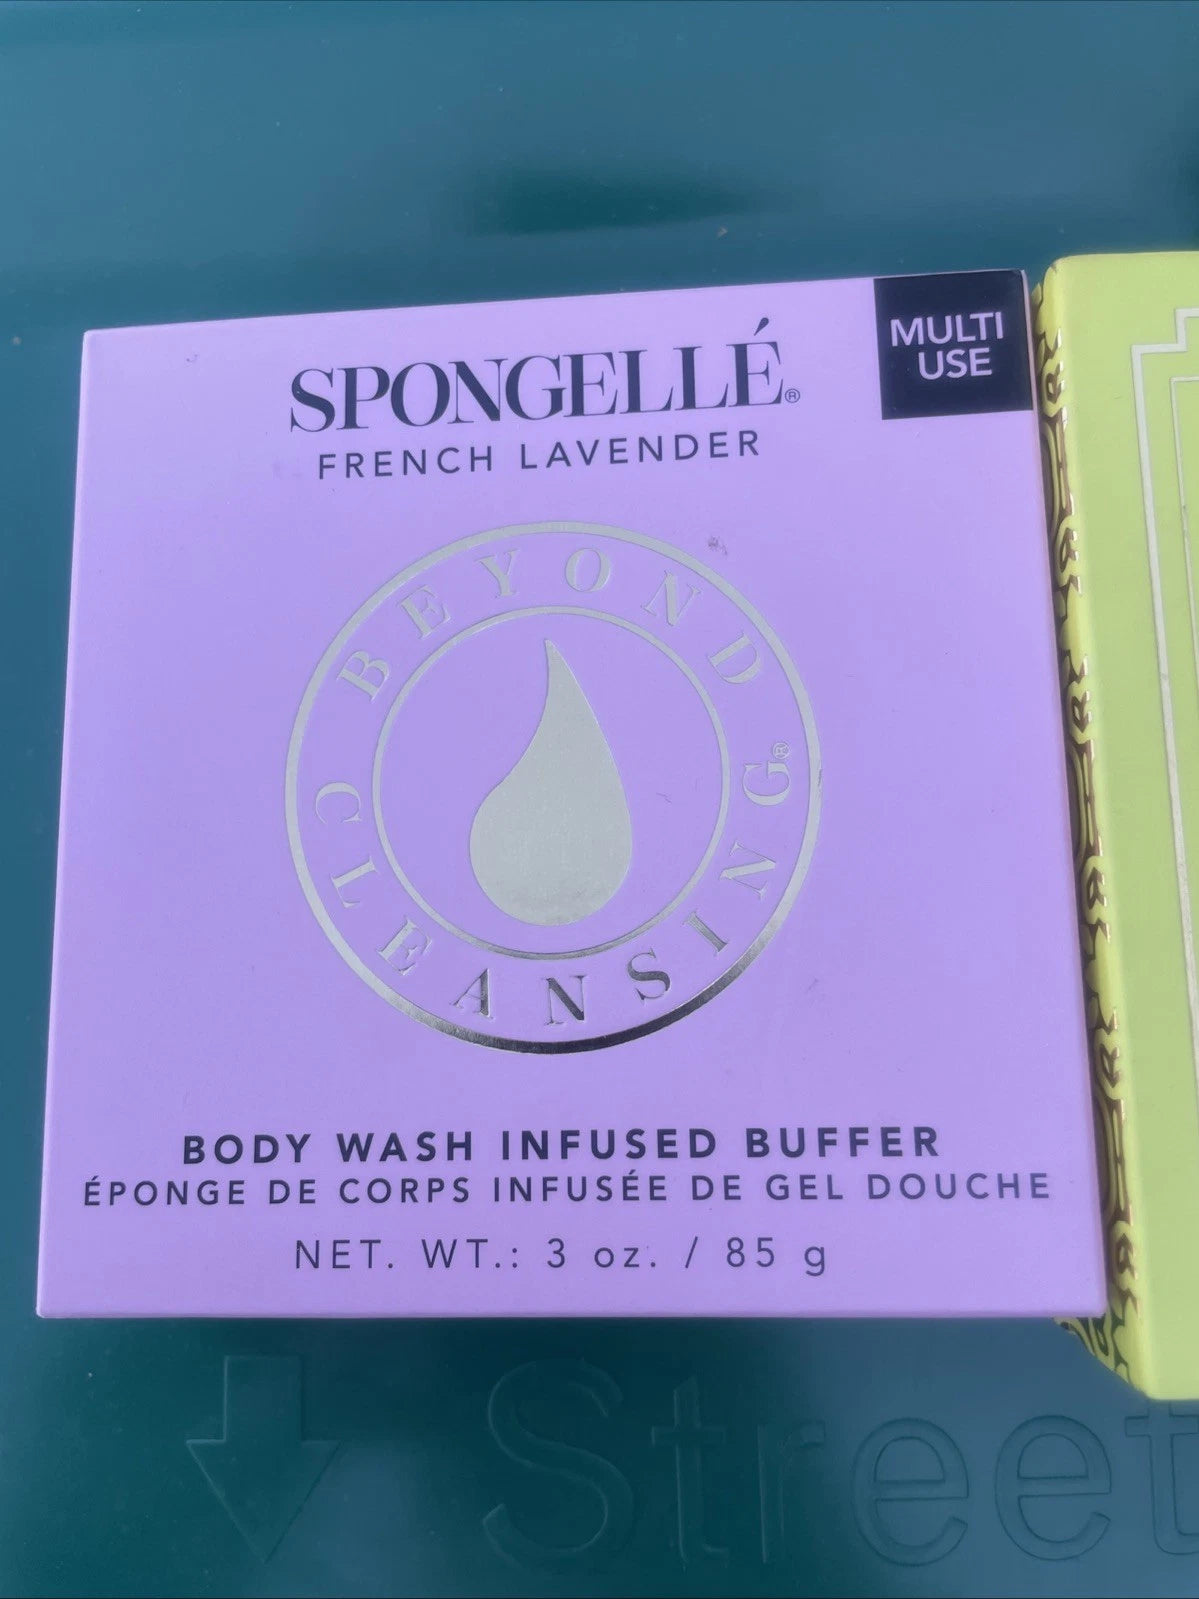 MULTI
USE
SPONGELLÉ®
FRENCH LAVENDER
BEYOND
CLEANSING®
BODY WASH INFUSED BUFFER
ÉPONGE DE CORPS INFUSÉE DE GEL DOUCHE
NET. WT.: 3 oz. / 85 g
Street